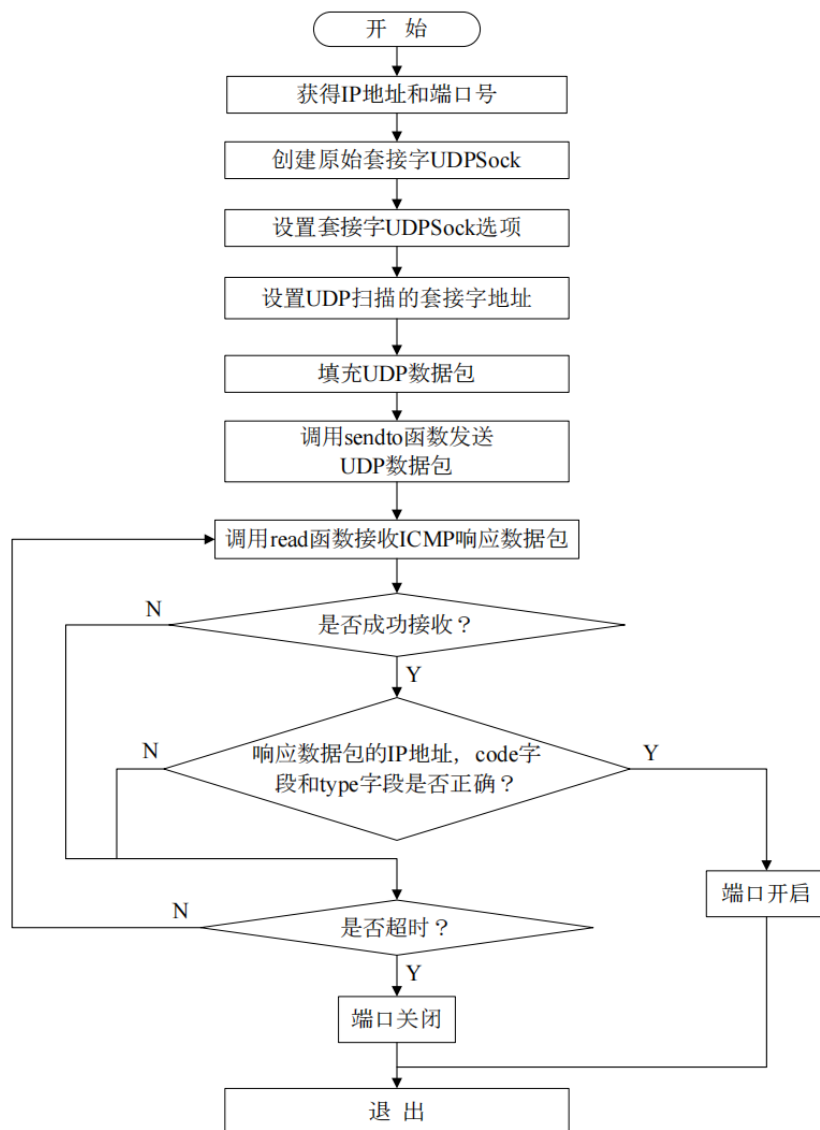 开 始
获得IP地址和端口号
创建原始套接字UDPSock
设置套接字UDPSock选项
设置UDP扫描的套接字地址
填充UDP数据包
调用sendto函数发送
UDP数据包
调用read函数接收ICMP响应数据包
N
是否成功接收？
Y
N
响应数据包的IP地址，code字
段和type字段是否正确？
Y
端口开启
N
是否超时？
Y
端口关闭
退 出